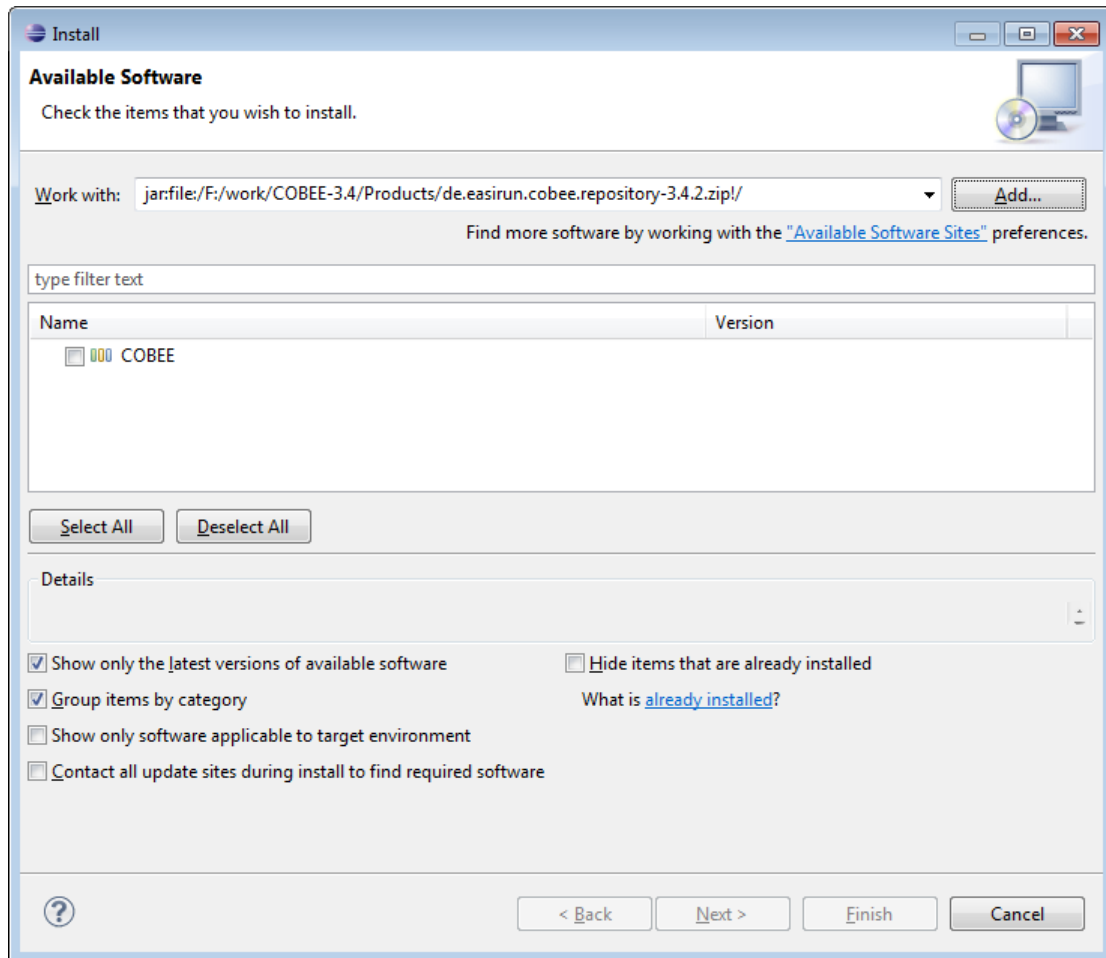 Install
Available Software
Check the items that you wish to install.
Work with: jar:file:/F:/work/COBEE-3.4/Products/de.easirun.cobee.repository-3.4.2.zip!/ Add...
Find more software by working with the "Available Software Sites" preferences.
type filter text
Name Version
COBEE
Select All Deselect All
Details
Show only the latest versions of available software Hide items that are already installed
Group items by category What is already installed?
Show only software applicable to target environment
Contact all update sites during install to find required software
? < Back Next > Finish Cancel